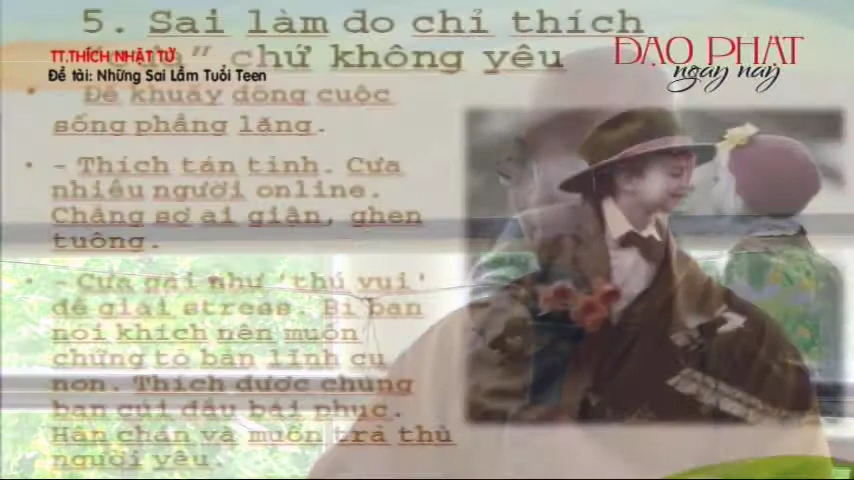 5. Sai làm do chỉ thích
"cưa" chứ không yêu
TT.THÍCH NHẬT TỪ
Đề tài: Những Sai Lầm Tuổi Teen
ĐẠO PHẬT
ngày nay
• Để khuấy động cuộc
sống phẳng lặng.
• - Thích tán tỉnh. Cưa
nhiều người online.
Chẳng sợ ai giận, ghen
tuông.
• - Cưa gái như 'thú vui'
để giải stress. Bị bạn
nói khích nên muốn
chứng tỏ bản lĩnh cụ
non. Thích được chúng
bạn cúi đầu bái phục.
Hận chán và muốn trả thù
người yêu.